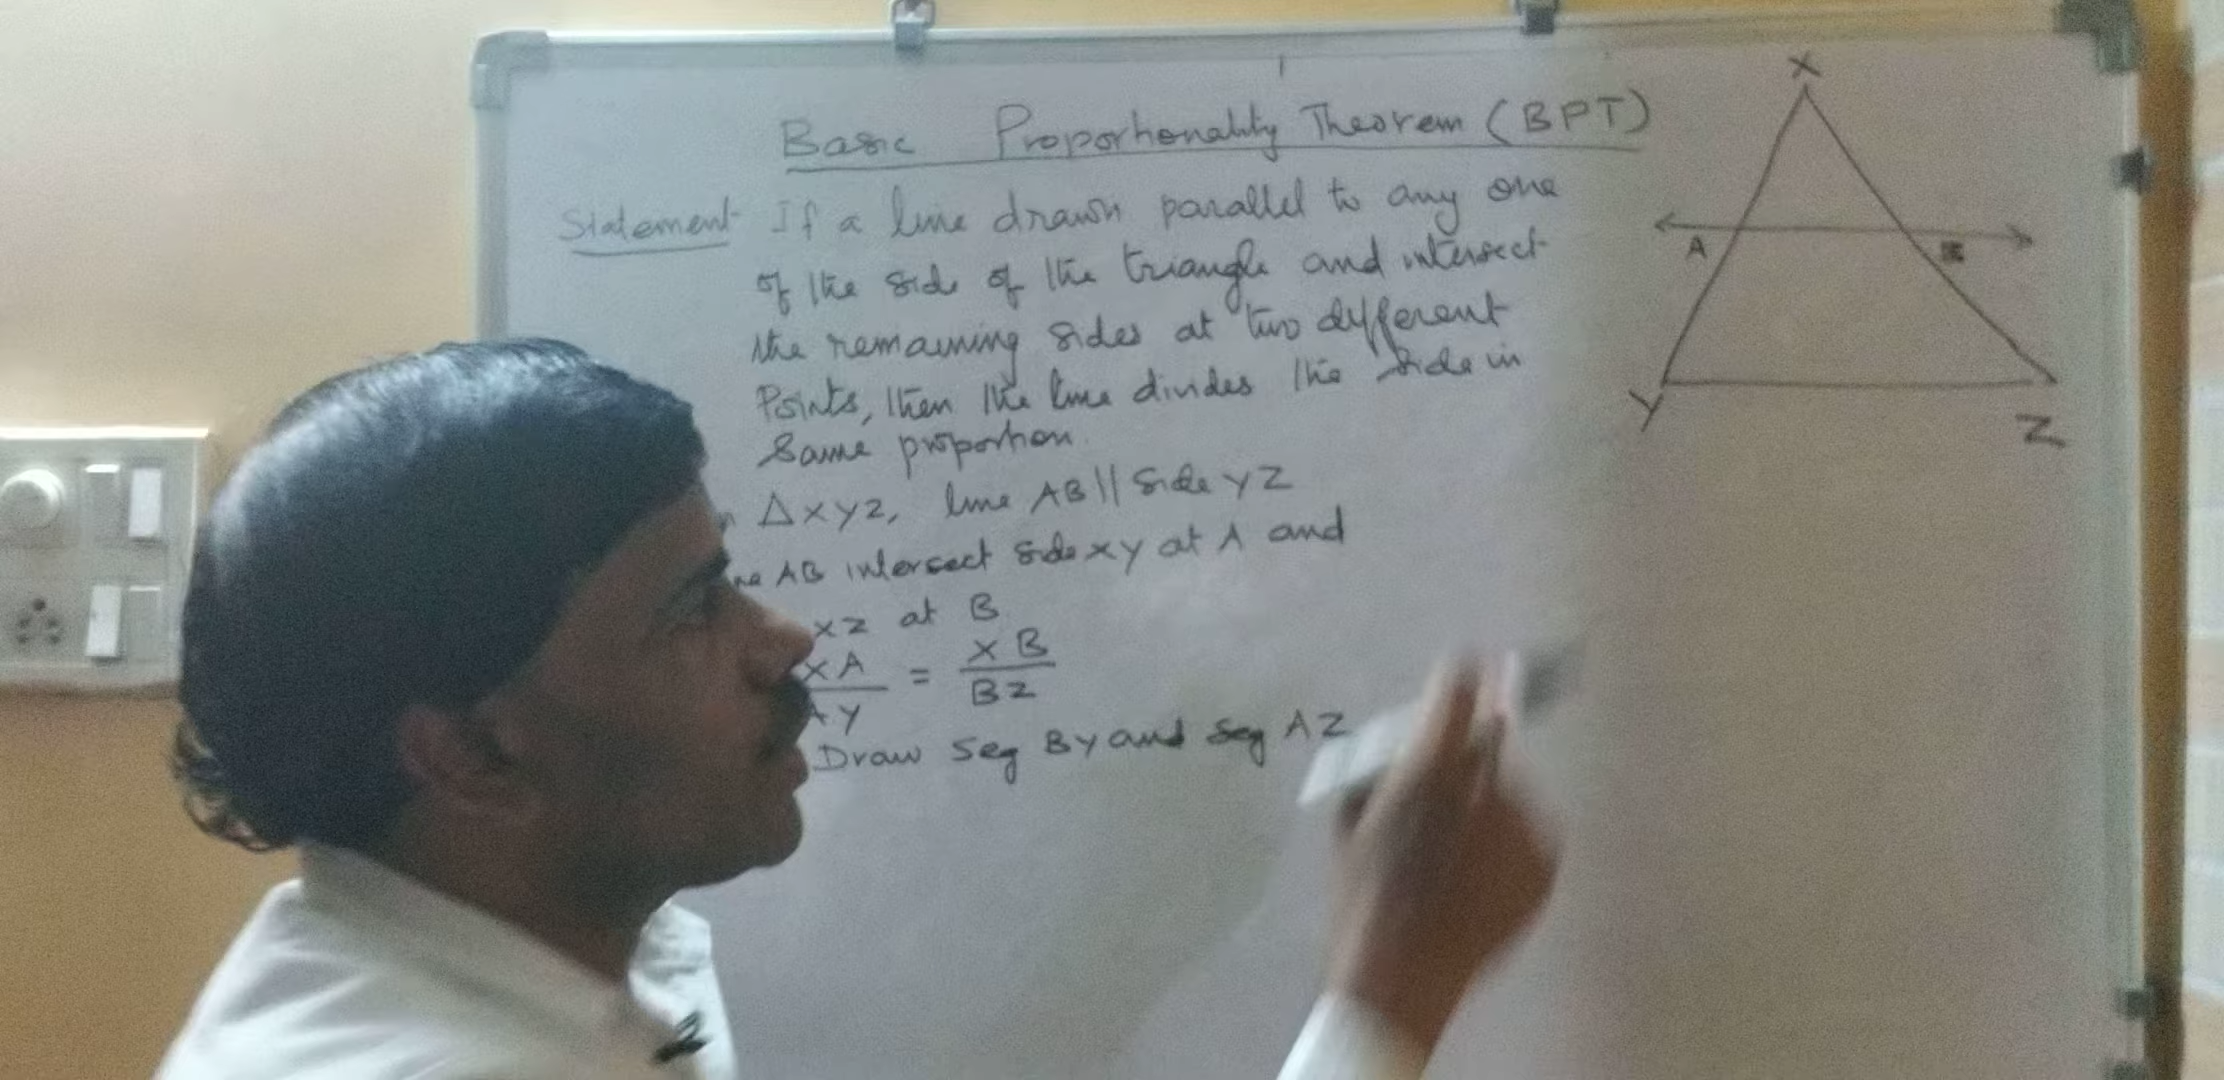 Basic Proportionality Theorem (BPT)
Statement If a line drawn parallel to any one
of the side of the triangle and intersect
the remaining sides at two different
Points, then the line divides the side in
Same proportion
Δ XYZ, line AB || Side YZ
AB intersect side XY at A and
XZ at B
XA / AY = XB / BZ
Draw seg BY and seg AZ
X
A
Y
Z